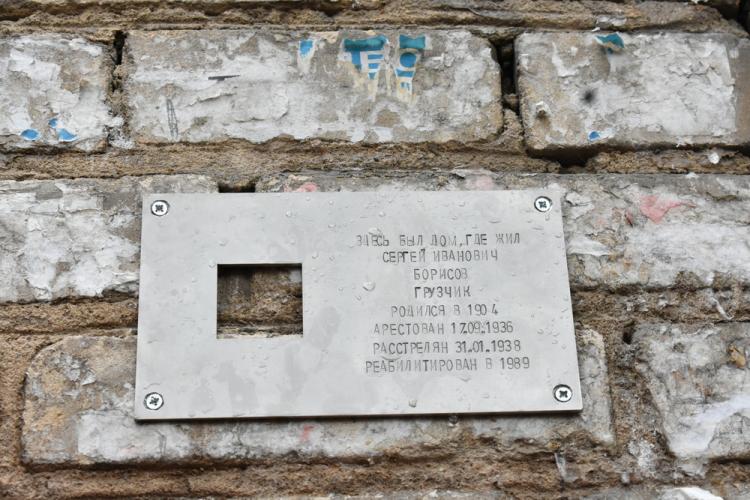 ЗДЕСЬ БЫЛ ДОМ, ГДЕ ЖИЛ
СЕРГЕЙ ИВАНОВИЧ
БОРИСОВ
ГРУЗЧИК
РОДИЛСЯ В 1904
АРЕСТОВАН 17.09.1936
РАССТРЕЛЯН 31.01.1938
РЕАБИЛИТИРОВАН В 1989